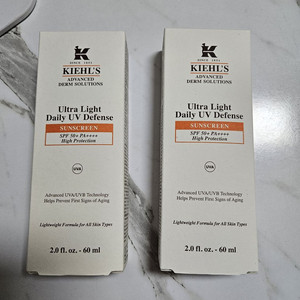 K
SINCE 1851
KIEHL'S
ADVANCED
DERM SOLUTIONS
Ultra Light
Daily UV Defense
SUNSCREEN
SPF 50+ PA++++
High Protection
UVA
Advanced UVA/UVB Technology
Helps Prevent First Signs of Aging
Lightweight Formula for All Skin Types
2.0 fl. oz. - 60 ml
K
SINCE 1851
KIEHL'S
ADVANCED
DERM SOLUTIONS
Ultra Light
Daily UV Defense
SUNSCREEN
SPF 50+ PA++++
High Protection
UVA
Advanced UVA/UVB Technology
Helps Prevent First Signs of Aging
Lightweight Formula for All Skin Types
2.0 fl. oz. - 60 ml